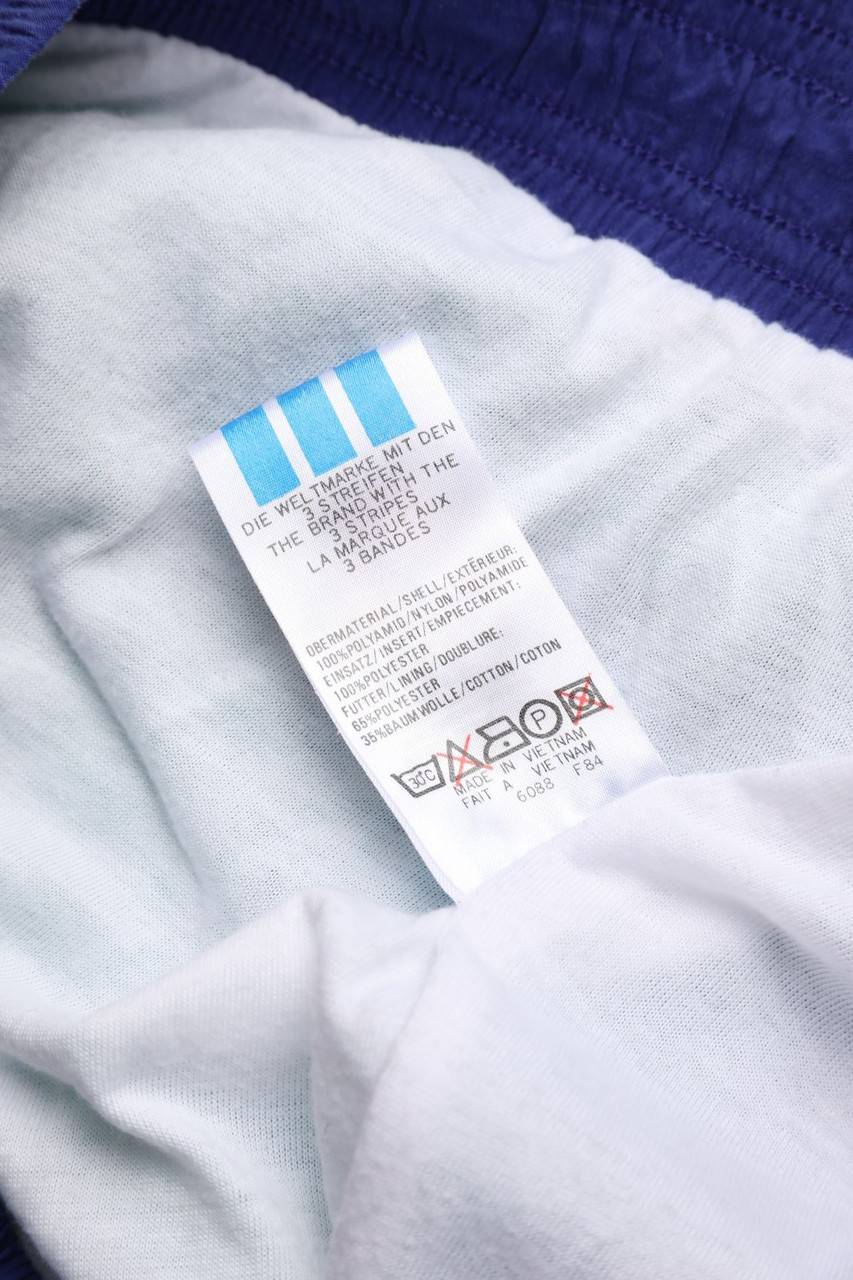 DIE WELTMARKE MIT DEN
3 STREIFEN
THE BRAND WITH THE
3 STRIPES
LA MARQUE AUX
3 BANDES
OBERMATERIAL/SHELL/EXTÉRIEUR:
100%POLYAMID/NYLON/POLYAMIDE
EINSATZ/INSERT/EMPIECEMENT:
100%POLYESTER
FUTTER/LINING/DOUBLURE:
65%POLYESTER
35%BAUMWOLLE/COTTON/COTON
30°C P
MADE IN VIETNAM
FAIT A VIETNAM
6088 F84